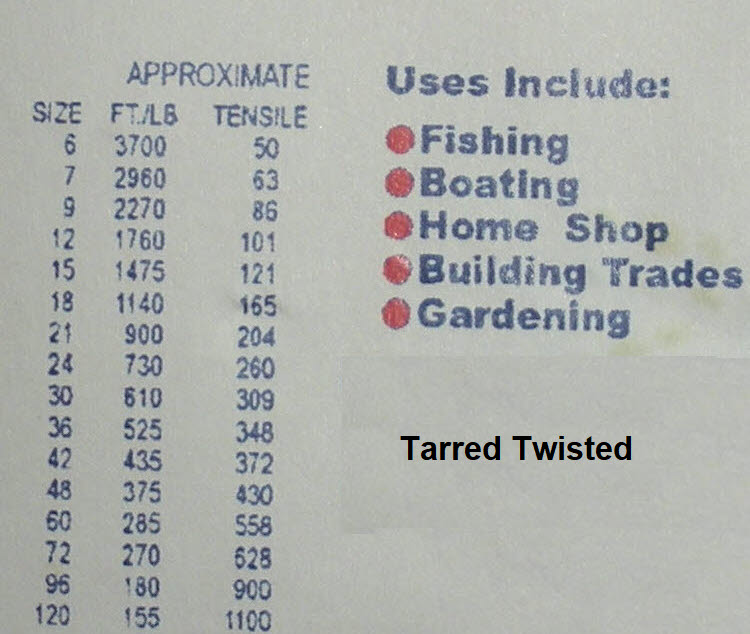 APPROXIMATE
SIZE FT./LB TENSILE
6 3700 50
7 2960 63
9 2270 86
12 1760 101
15 1475 121
18 1140 165
21 900 204
24 730 260
30 610 309
36 525 348
42 435 372
48 375 430
60 285 558
72 270 628
96 180 900
120 155 1100
Uses Include:
Fishing
Boating
Home Shop
Building Trades
Gardening
Tarred Twisted